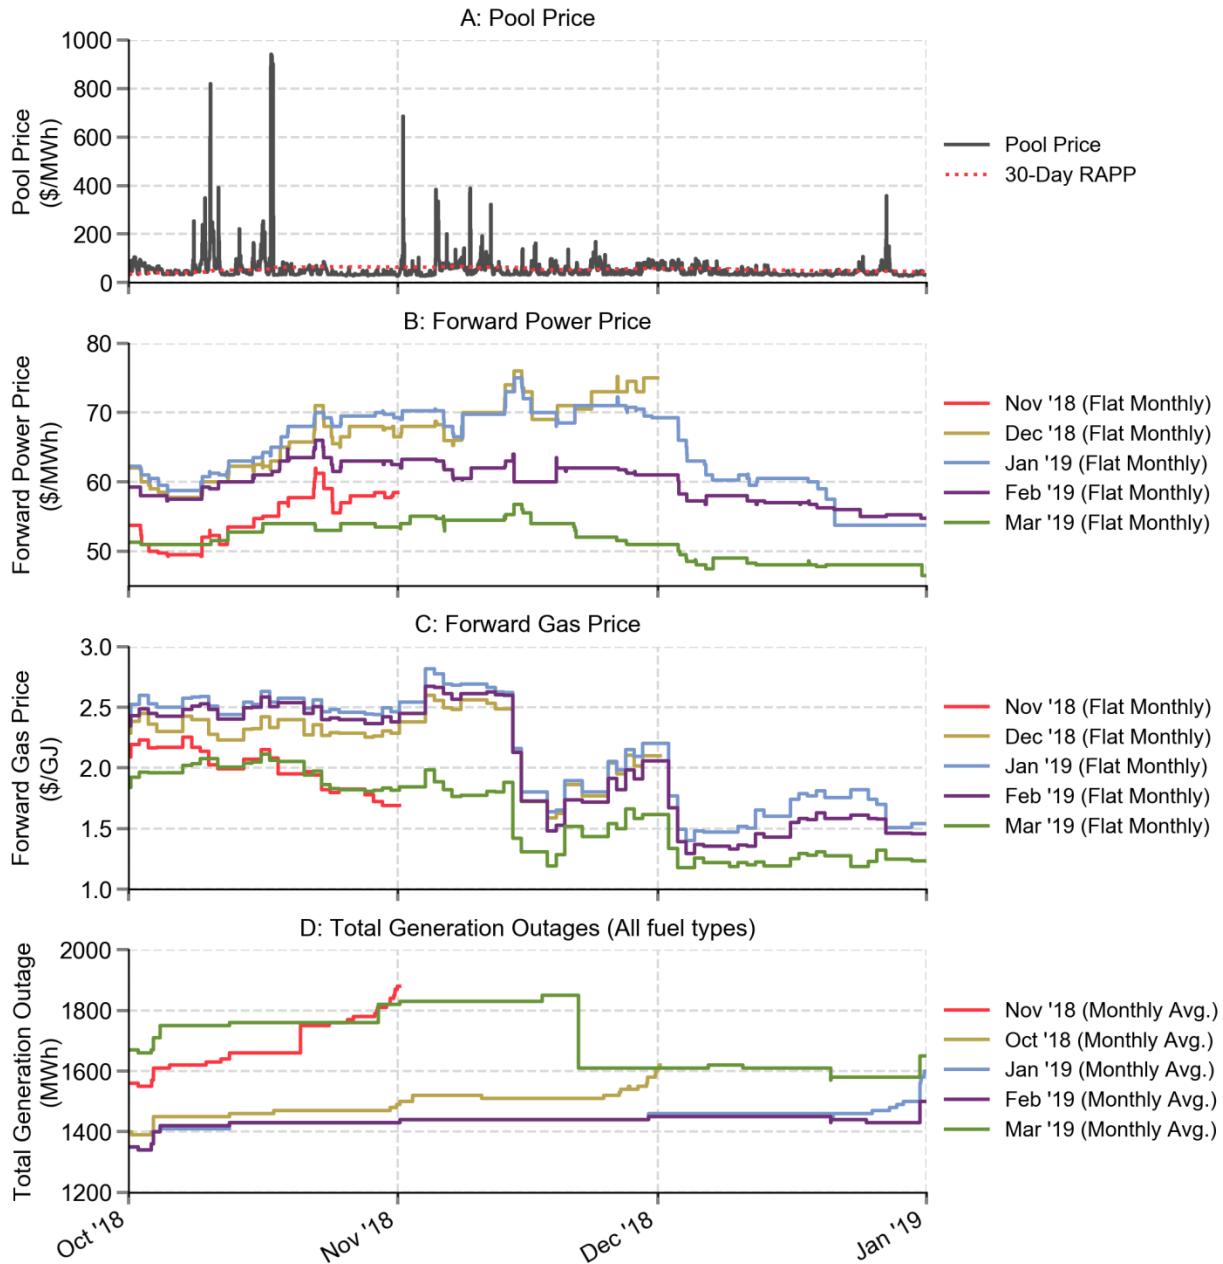 A: Pool Price
1000
800
600
400
200
0
Pool Price
($/MWh)
Pool Price
30-Day RAPP
B: Forward Power Price
80
70
60
50
Forward Power Price
($/MWh)
Nov '18 (Flat Monthly)
Dec '18 (Flat Monthly)
Jan '19 (Flat Monthly)
Feb '19 (Flat Monthly)
Mar '19 (Flat Monthly)
C: Forward Gas Price
3.0
2.5
2.0
1.5
1.0
Forward Gas Price
($/GJ)
Nov '18 (Flat Monthly)
Dec '18 (Flat Monthly)
Jan '19 (Flat Monthly)
Feb '19 (Flat Monthly)
Mar '19 (Flat Monthly)
D: Total Generation Outages (All fuel types)
2000
1800
1600
1400
1200
Total Generation Outage
(MWh)
Nov '18 (Monthly Avg.)
Oct '18 (Monthly Avg.)
Jan '19 (Monthly Avg.)
Feb '19 (Monthly Avg.)
Mar '19 (Monthly Avg.)
Oct '18
Nov '18
Dec '18
Jan '19